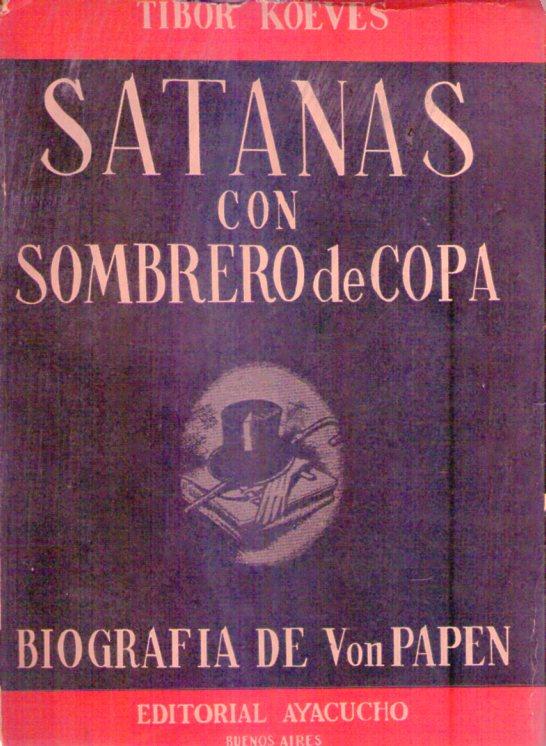 TIBOR KOEVES
SATANAS
CON
SOMBRERO de COPA
BIOGRAFIA DE Von PAPEN
EDITORIAL AYACUCHO
BUENOS AIRES